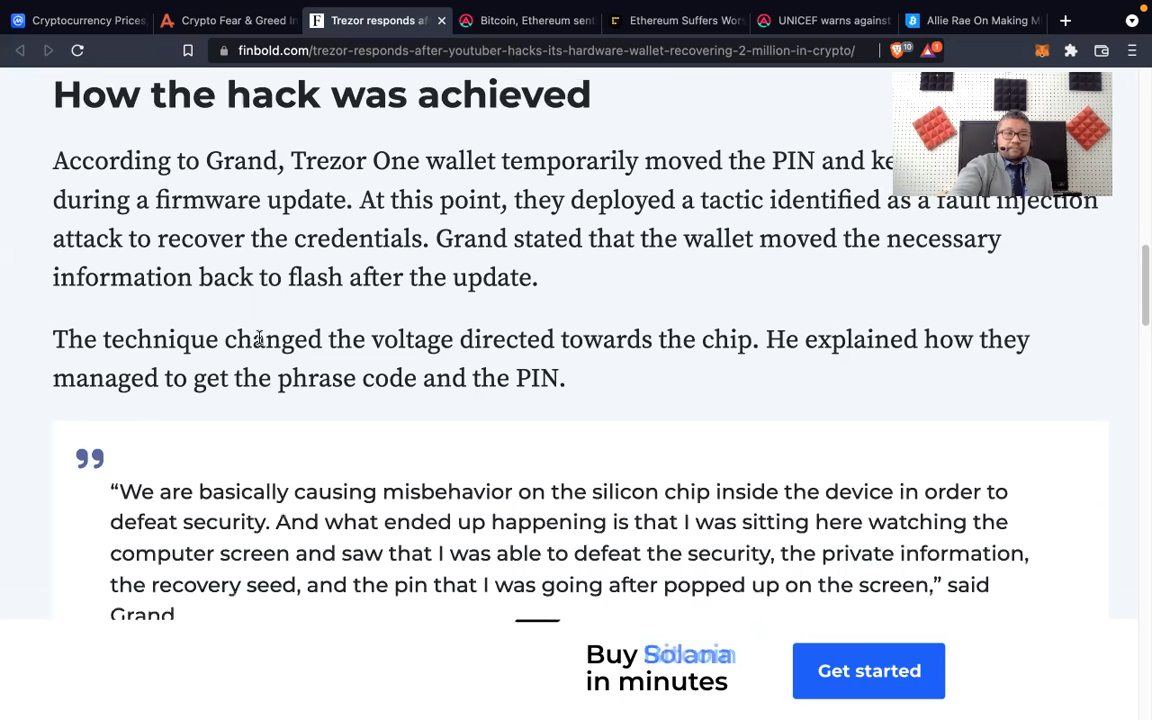 Cryptocurrency Prices,
Crypto Fear & Greed In
Trezor responds af
Bitcoin, Ethereum sent
Ethereum Suffers Wor
UNICEF warns against
Allie Rae On Making M
finbold.com/trezor-responds-after-youtuber-hacks-its-hardware-wallet-recovering-2-million-in-crypto/
10
1
How the hack was achieved
According to Grand, Trezor One wallet temporarily moved the PIN and ke
during a firmware update. At this point, they deployed a tactic identified as a fault injection
attack to recover the credentials. Grand stated that the wallet moved the necessary
information back to flash after the update.
The technique changed the voltage directed towards the chip. He explained how they
managed to get the phrase code and the PIN.
“We are basically causing misbehavior on the silicon chip inside the device in order to
defeat security. And what ended up happening is that I was sitting here watching the
computer screen and saw that I was able to defeat the security, the private information,
the recovery seed, and the pin that I was going after popped up on the screen,” said
Grand
Buy Solana
in minutes
Get started